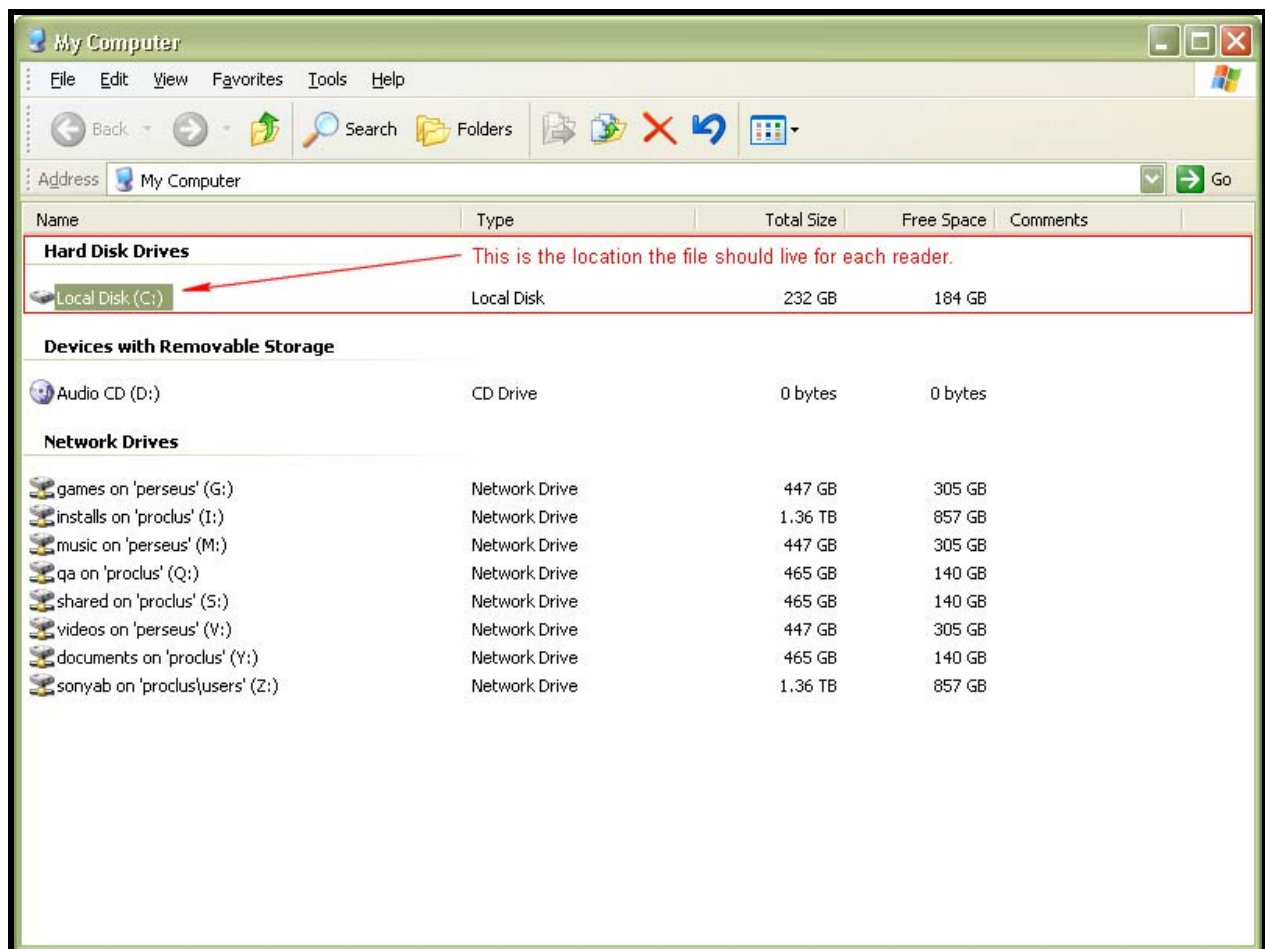 My Computer
File Edit View Favorites Tools Help
Back Search Folders
Address My Computer Go
Name Type Total Size Free Space Comments
Hard Disk Drives
This is the location the file should live for each reader.
Local Disk (C:) Local Disk 232 GB 184 GB
Devices with Removable Storage
Audio CD (D:) CD Drive 0 bytes 0 bytes
Network Drives
games on 'perseus' (G:) Network Drive 447 GB 305 GB
installs on 'proclus' (I:) Network Drive 1.36 TB 857 GB
music on 'perseus' (M:) Network Drive 447 GB 305 GB
qa on 'proclus' (Q:) Network Drive 465 GB 140 GB
shared on 'proclus' (S:) Network Drive 465 GB 140 GB
videos on 'perseus' (V:) Network Drive 447 GB 305 GB
documents on 'proclus' (Y:) Network Drive 465 GB 140 GB
sonyab on 'proclus\users' (Z:) Network Drive 1.36 TB 857 GB